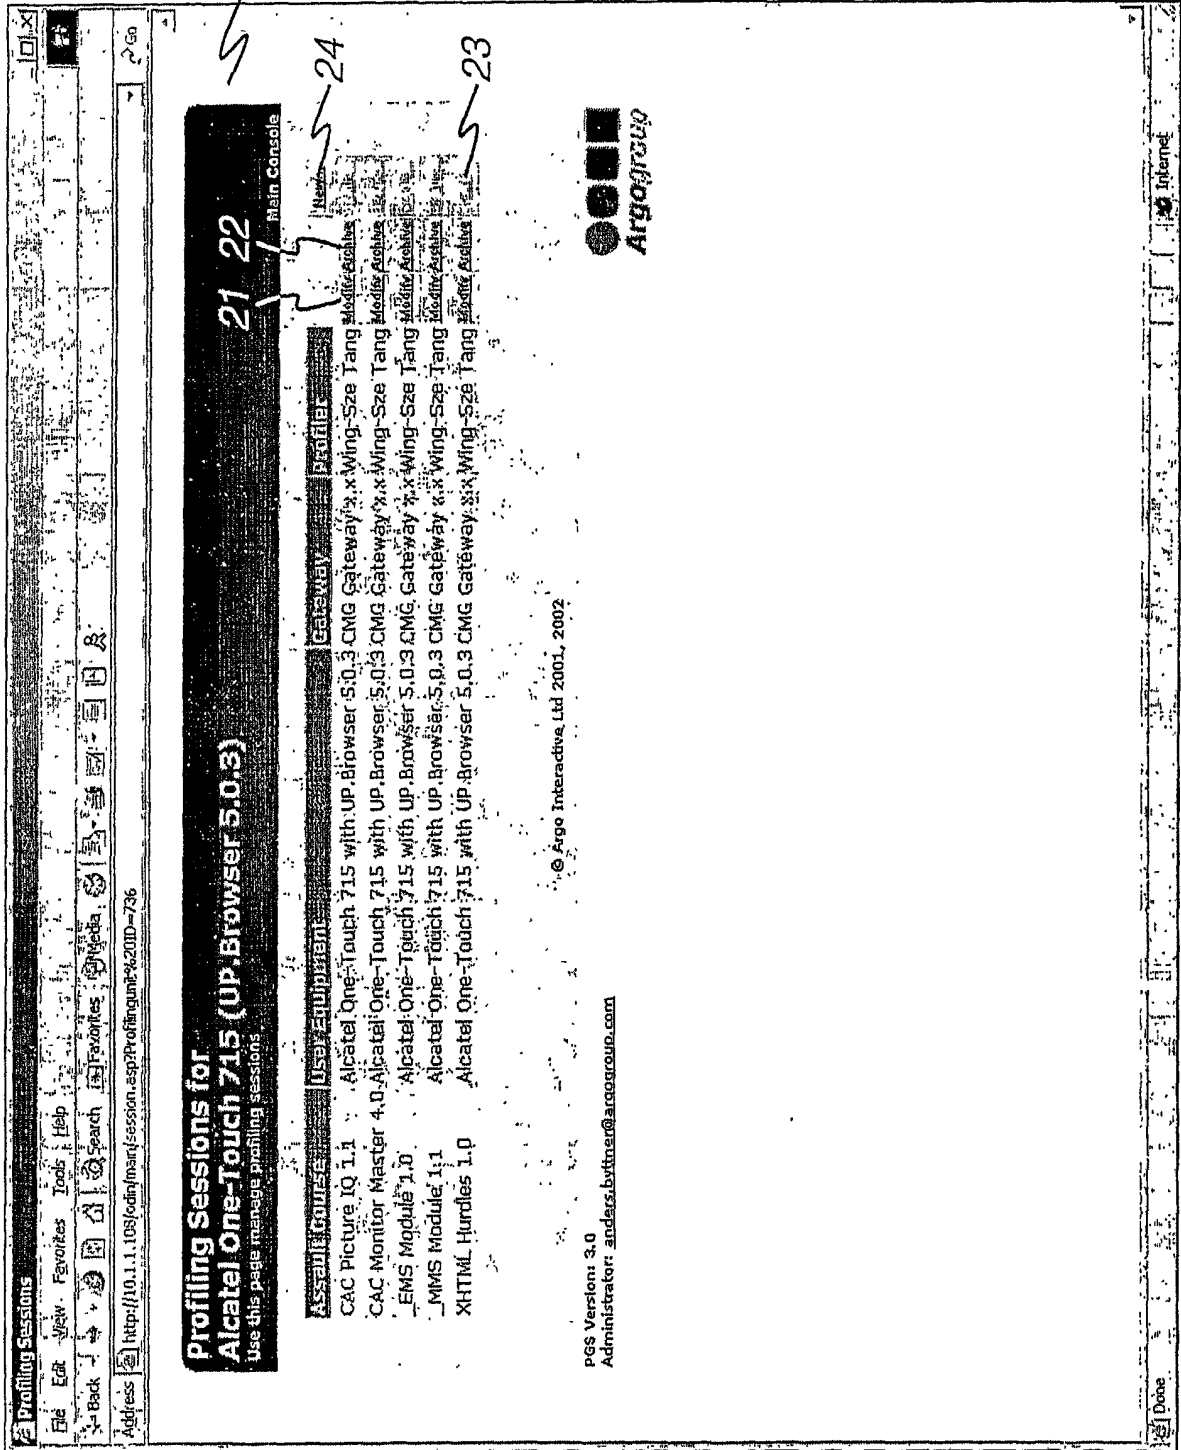 Profiling Sessions
File Edit View Favorites Tools Help
Back Search Favorites Media
Address http://10.1.1.108/odin/main/session.asp?Profilingunit%20ID=736 Go
Profiling Sessions for
Alcatel One-Touch 715 (UP.Browser 5.0.3)
Use this page manage profiling sessions
Main Console
21 22
24
Assault Course User Equipment Gateway Profiler New
CAC Picture IQ 1.1 Alcatel One-Touch 715 with UP.Browser 5.0.3 CMG Gateway x.x Wing-Sze Tang Modify Archive
CAC Monitor Master 4.0 Alcatel One-Touch 715 with UP.Browser 5.0.3 CMG Gateway x.x Wing-Sze Tang Modify Archive
_EMS Module 1.0 Alcatel One-Touch 715 with UP.Browser 5.0.3 CMG Gateway x.x Wing-Sze Tang Modify Archive
_MMS Module 1.1 Alcatel One-Touch 715 with UP.Browser 5.0.3 CMG Gateway x.x Wing-Sze Tang Modify Archive
XHTML Hurdles 1.0 Alcatel One-Touch 715 with UP.Browser 5.0.3 CMG Gateway x.x Wing-Sze Tang Modify Archive
23
© Argo Interactive Ltd 2001, 2002
PGS Version: 3.0
Administrator: anders.byttner@argogroup.com
Argogroup
Done Internet